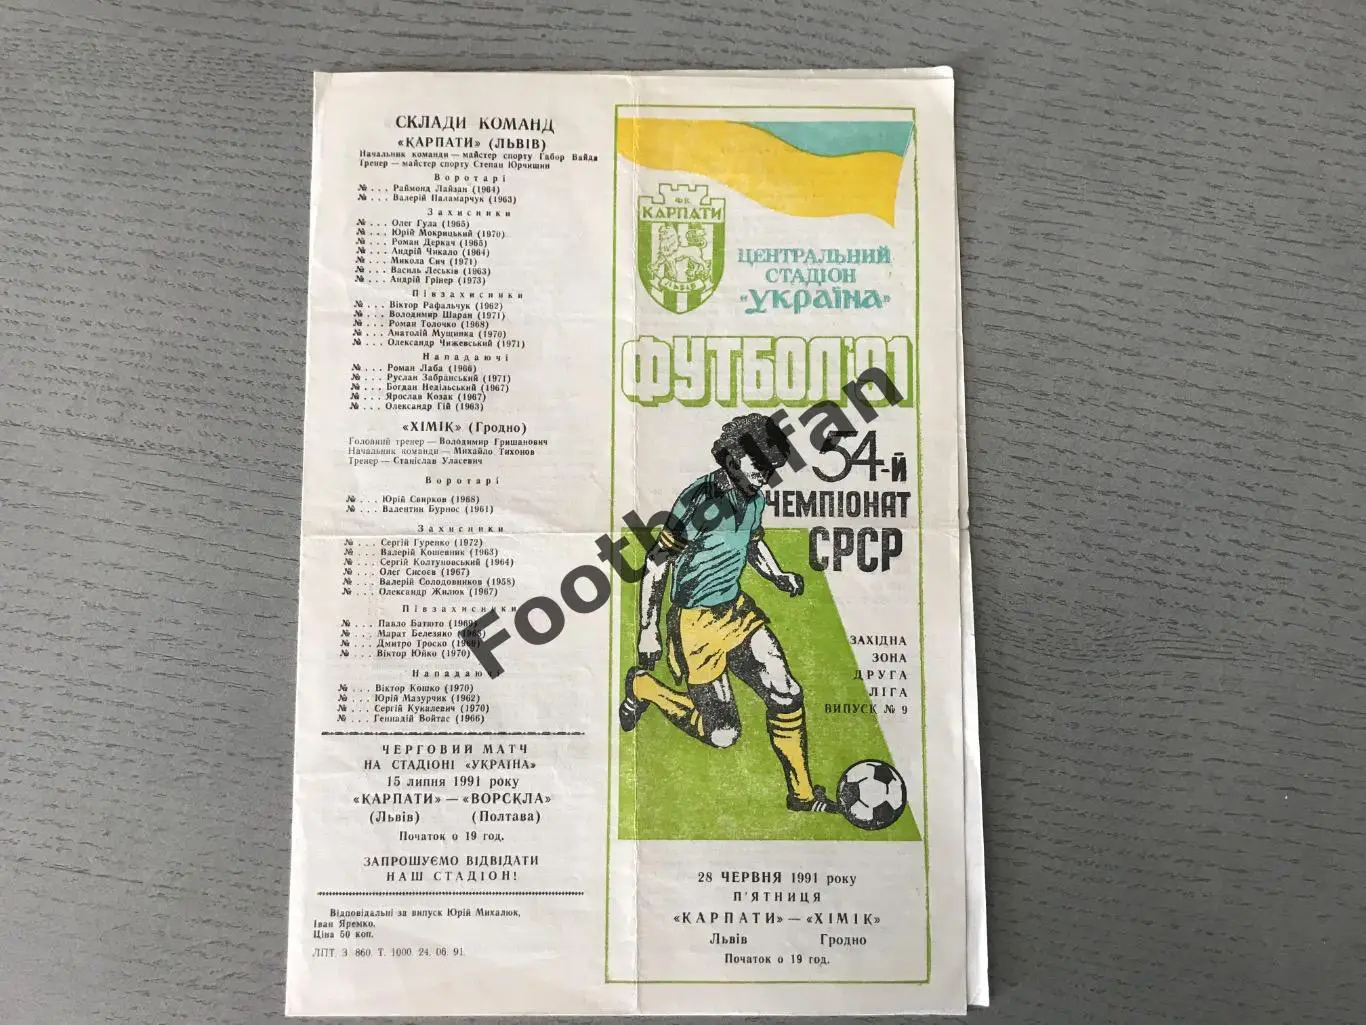 СКЛАДИ КОМАНД
«КАРПАТИ» (ЛЬВІВ)
Начальник команди — майстер спорту Габор Вайда
Тренер — майстер спорту Степан Юрчишин
Воротарі
№ . . . Раймонд Лайзан (1964)
№ . . . Валерій Паламарчук (1963)
Захисники
№ . . . Олег Гула (1965)
№ . . . Юрій Мокрицький (1970)
№ . . . Роман Деркач (1965)
№ . . . Андрій Чикало (1964)
№ . . . Микола Сич (1971)
№ . . . Василь Леськів (1963)
№ . . . Андрій Грінер (1973)
Півзахисники
№ . . . Віктор Рафальчук (1962)
№ . . . Володимир Шаран (1971)
№ . . . Роман Толочко (1968)
№ . . . Анатолій Мущинка (1970)
№ . . . Олександр Чижевський (1971)
Нападаючі
№ . . . Роман Лаба (1966)
№ . . . Руслан Забранський (1971)
№ . . . Богдан Недільський (1967)
№ . . . Ярослав Козак (1967)
№ . . . Олександр Гій (1963)
«ХІМІК» (Гродно)
Головний тренер — Володимир Гришанович
Начальник команди — Михайло Тихонов
Тренер — Станіслав Уласевич
Воротарі
№ . . . Юрій Свирков (1968)
№ . . . Валентин Бурнос (1961)
Захисники
№ . . . Сергій Гуренко (1972)
№ . . . Валерій Кошевник (1963)
№ . . . Сергій Колтуновський (1964)
№ . . . Олег Сисоєв (1967)
№ . . . Валерій Солодовников (1958)
№ . . . Олександр Жилюк (1967)
Півзахисники
№ . . . Павло Батюто (1969)
№ . . . Марат Белезяко (1965)
№ . . . Дмитро Троско (1969)
№ . . . Віктор Юйко (1970)
Нападаючі
№ . . . Віктор Кошко (1970)
№ . . . Юрій Мазурчик (1962)
№ . . . Сергій Кукалевич (1970)
№ . . . Геннадій Войтас (1966)
ЧЕРГОВИЙ МАТЧ
НА СТАДІОНІ «УКРАЇНА»
15 липня 1991 року
«КАРПАТИ» — «ВОРСКЛА»
(Львів) (Полтава)
Початок о 19 год.
ЗАПРОШУЄМО ВІДВІДАТИ
НАШ СТАДІОН!
Відповідальні за випуск Юрій Михалюк,
Іван Яремко.
Ціна 50 коп.
ЛПТ. З. 860. Т. 1000. 24. 06. 91.
ФК
КАРПАТИ
ЛЬВІВ
ЦЕНТРАЛЬНИЙ
СТАДІОН
"УКРАЇНА"
ФУТБОЛ'91
54-й
ЧЕМПІОНАТ
СРСР
ЗАХІДНА
ЗОНА
ДРУГА
ЛІГА
ВИПУСК № 9
28 ЧЕРВНЯ 1991 року
П'ЯТНИЦЯ
«КАРПАТИ» — «ХІМІК»
Львів Гродно
Початок о 19 год.
Footballfan